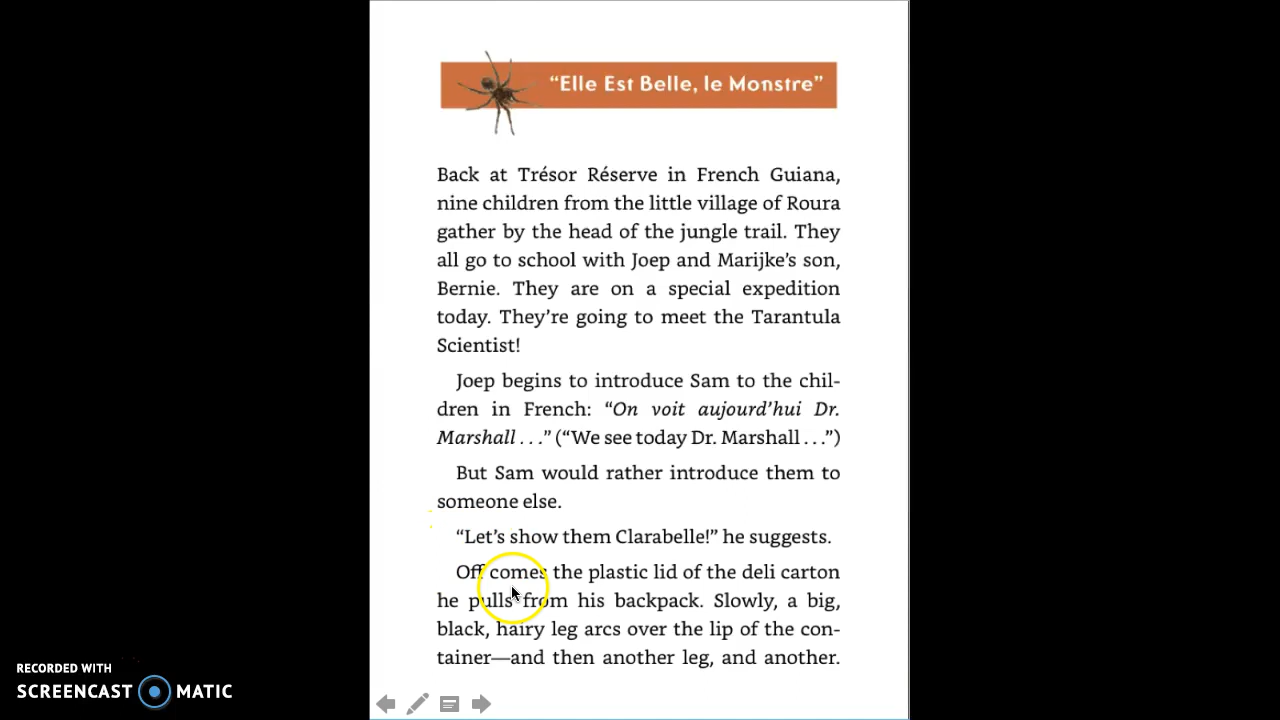 “Elle Est Belle, le Monstre”
Back at Trésor Réserve in French Guiana,
nine children from the little village of Roura
gather by the head of the jungle trail. They
all go to school with Joep and Marijke’s son,
Bernie. They are on a special expedition
today. They’re going to meet the Tarantula
Scientist!
Joep begins to introduce Sam to the chil-
dren in French: “On voit aujourd’hui Dr.
Marshall . . .” (“We see today Dr. Marshall . . .”)
But Sam would rather introduce them to
someone else.
“Let’s show them Clarabelle!” he suggests.
Off comes the plastic lid of the deli carton
he pulls from his backpack. Slowly, a big,
black, hairy leg arcs over the lip of the con-
tainer—and then another leg, and another.
RECORDED WITH
SCREENCAST MATIC